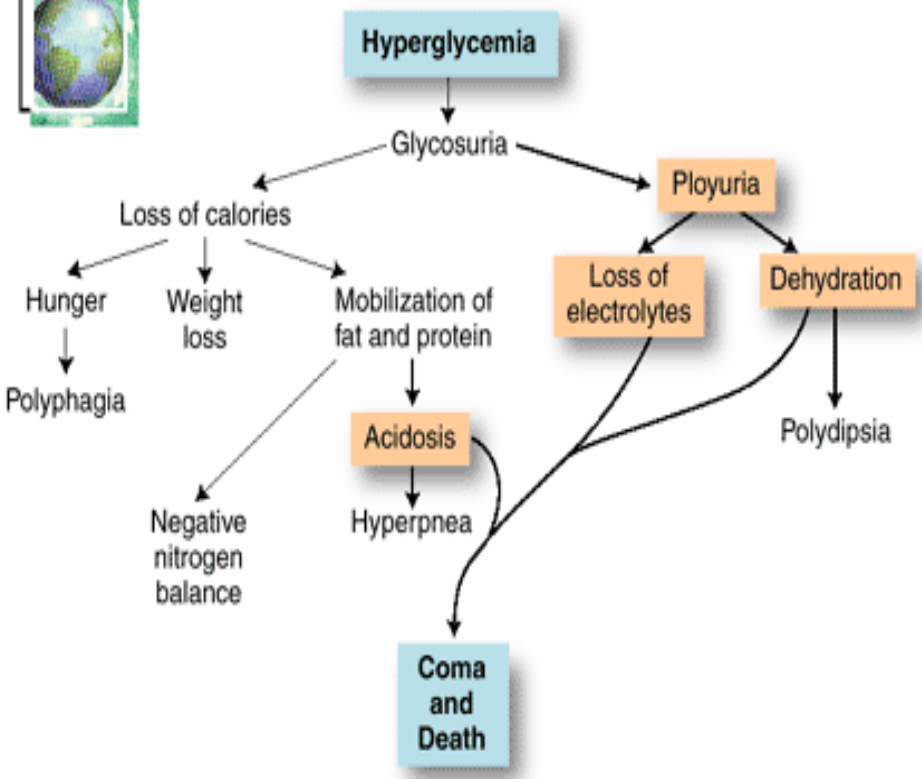 Hyperglycemia
Glycosuria
Ployuria
Loss of calories
Loss of
electrolytes
Dehydration
Hunger
Weight
loss
Mobilization of
fat and protein
Polyphagia
Acidosis
Polydipsia
Negative
nitrogen
balance
Hyperpnea
Coma
and
Death